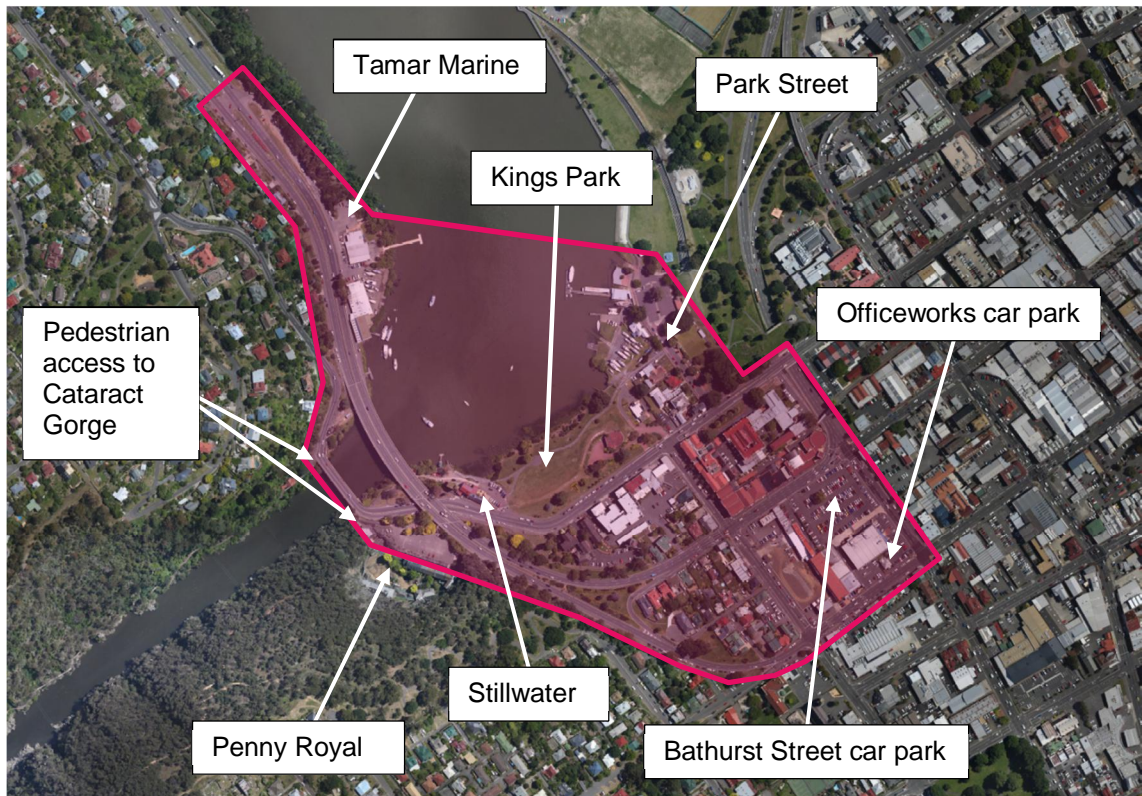 Tamar Marine
Park Street
Kings Park
Officeworks car park
Pedestrian
access to
Cataract
Gorge
Stillwater
Penny Royal
Bathurst Street car park